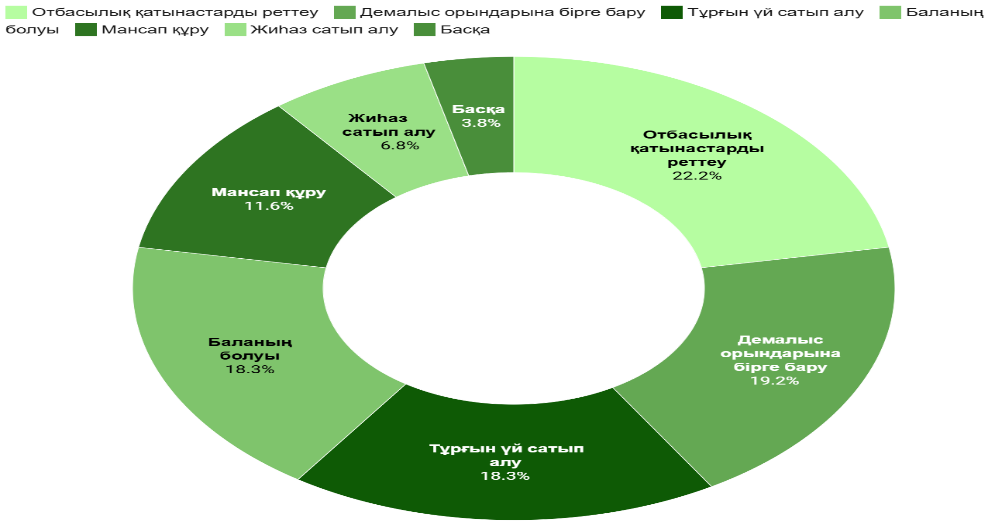 Отбасылық қатынастарды реттеу Демалыс орындарына бірге бару Тұрғын үй сатып алу Баланың
болуы Мансап құру Жиһаз сатып алу Басқа
Басқа
3.8%
Жиһаз
сатып алу
6.8%
Отбасылық
қатынастарды
реттеу
22.2%
Мансап құру
11.6%
Баланың
болуы
18.3%
Демалыс
орындарына
бірге бару
19.2%
Тұрғын үй сатып
алу
18.3%